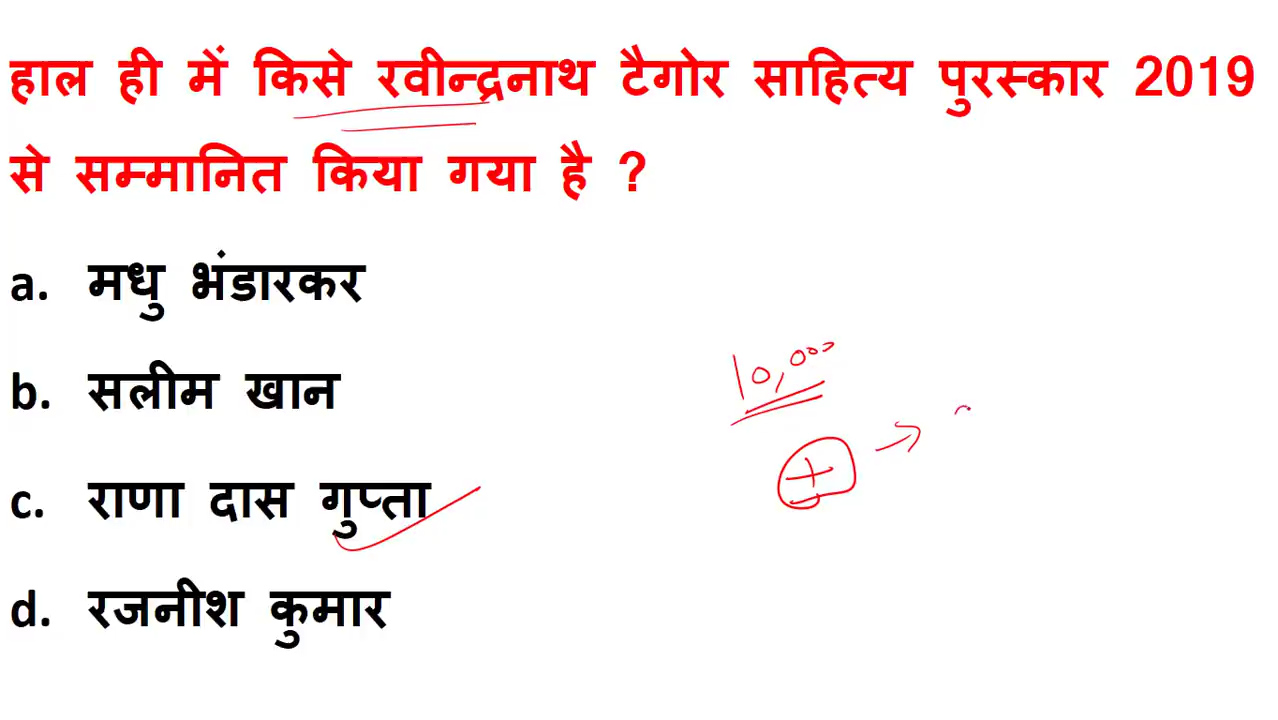 हाल ही में किसे रवीन्द्रनाथ टैगोर साहित्य पुरस्कार 2019
से सम्मानित किया गया है ?
a. मधु भंडारकर
b. सलीम खान
c. राणा दास गुप्ता
d. रजनीश कुमार
10,000
+